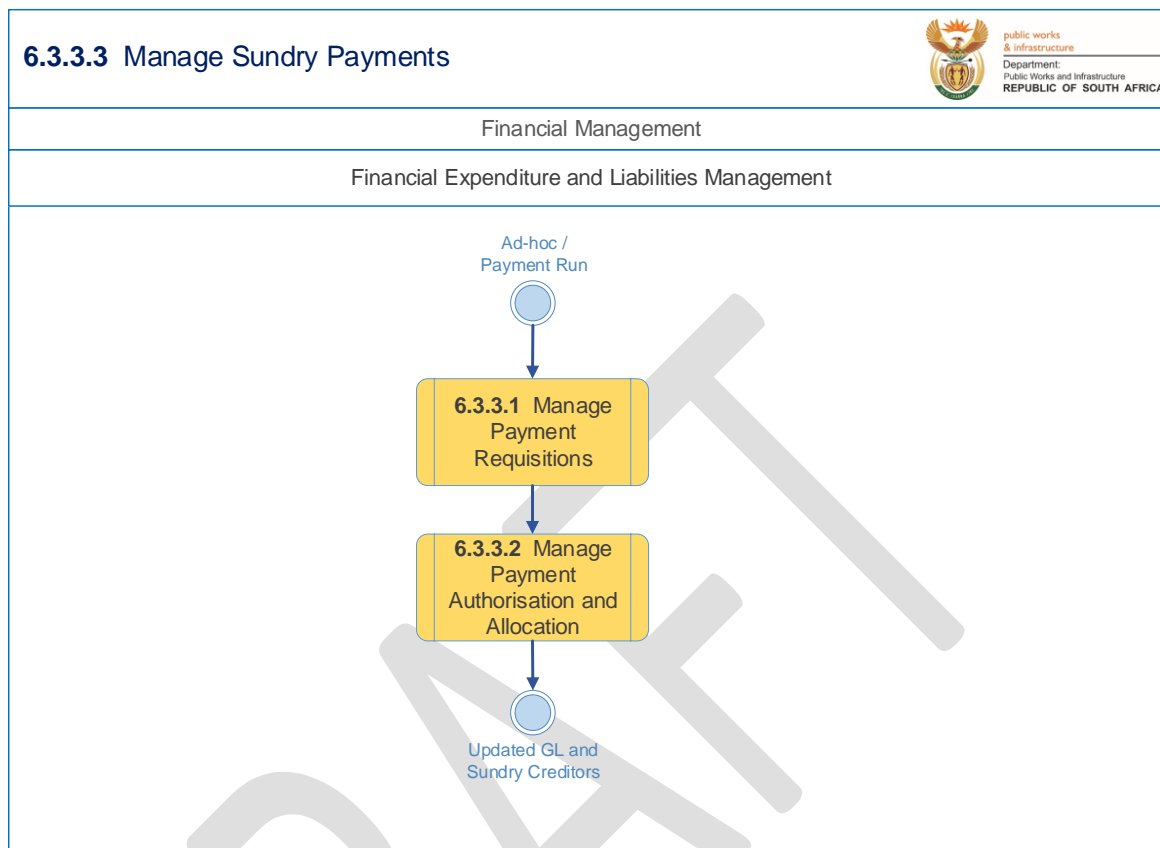 6.3.3.3 Manage Sundry Payments
public works
& infrastructure
Department:
Public Works and Infrastructure
REPUBLIC OF SOUTH AFRICA
Financial Management
Financial Expenditure and Liabilities Management
Ad-hoc /
Payment Run
6.3.3.1 Manage
Payment
Requisitions
6.3.3.2 Manage
Payment
Authorisation and
Allocation
Updated GL and
Sundry Creditors
DRAFT